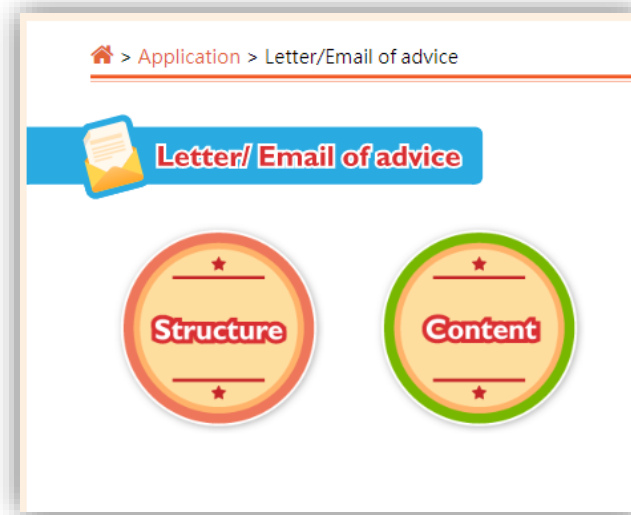 > Application > Letter/Email of advice
Letter/ Email of advice
Structure
Content